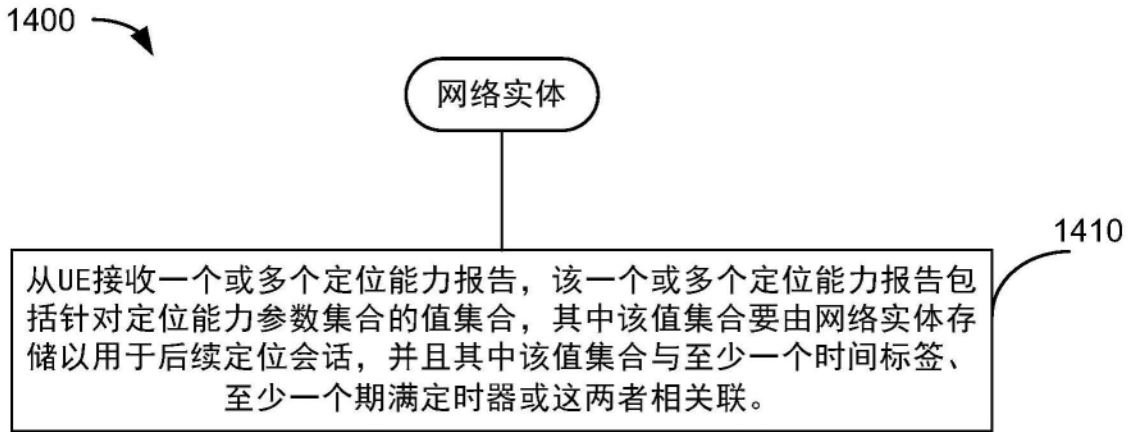 1400
网络实体
1410
从UE接收一个或多个定位能力报告，该一个或多个定位能力报告包
括针对定位能力参数集合的值集合，其中该值集合要由网络实体存
储以用于后续定位会话，并且其中该值集合与至少一个时间标签、
至少一个期满定时器或这两者相关联。